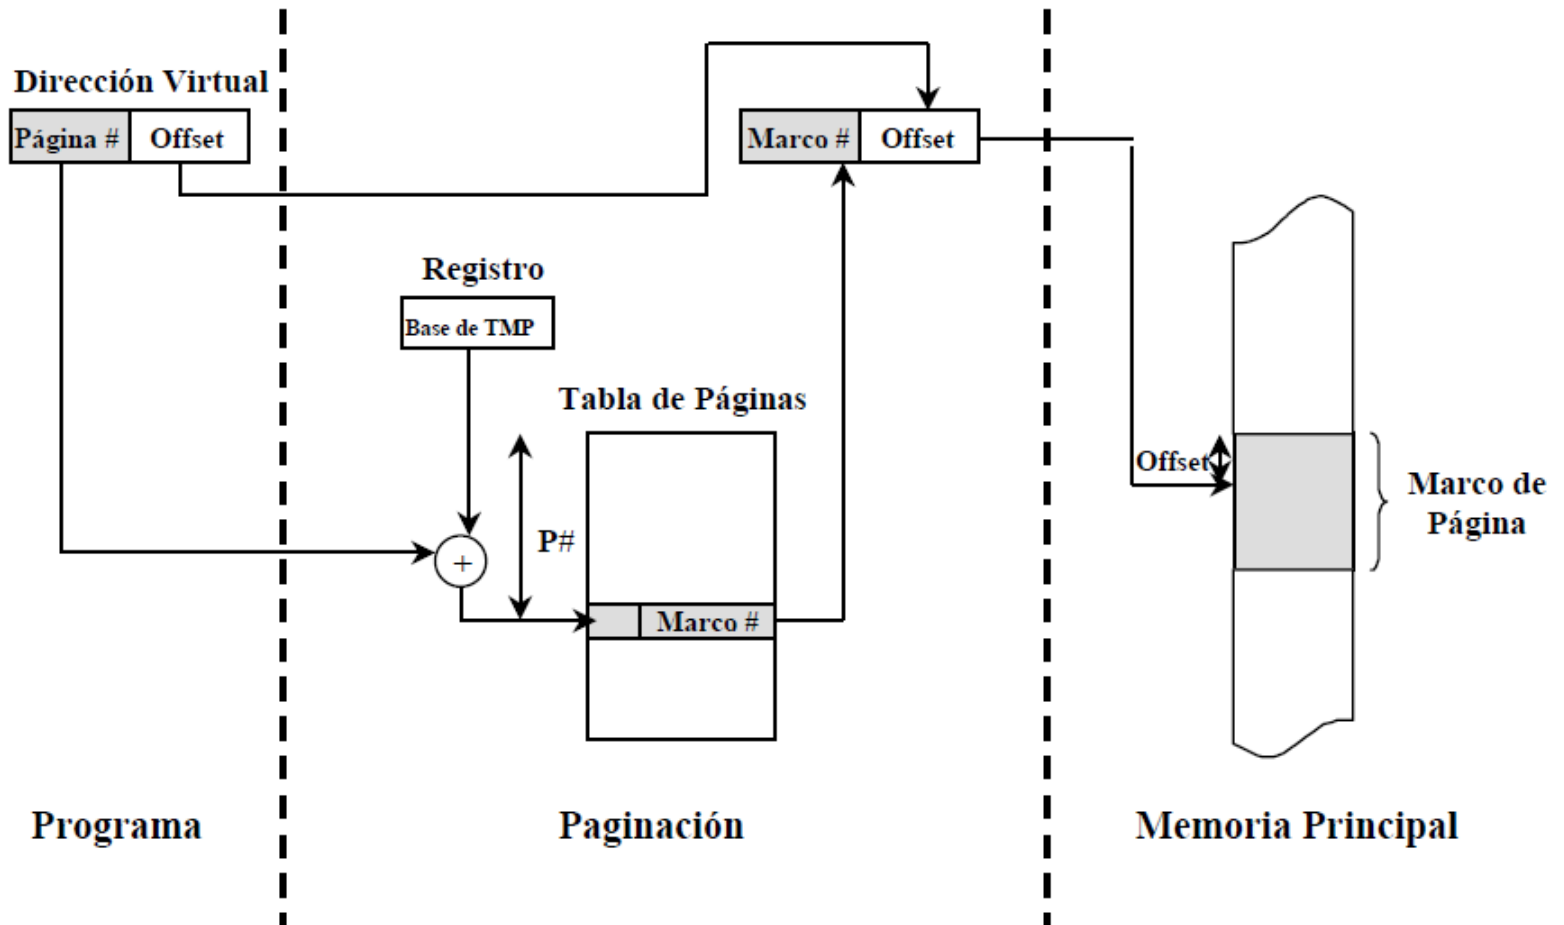 Dirección Virtual
Página #
Offset
Marco #
Offset
Registro
Base de TMP
Tabla de Páginas
P#
+
Marco #
Offset
Marco de
Página
Programa
Paginación
Memoria Principal